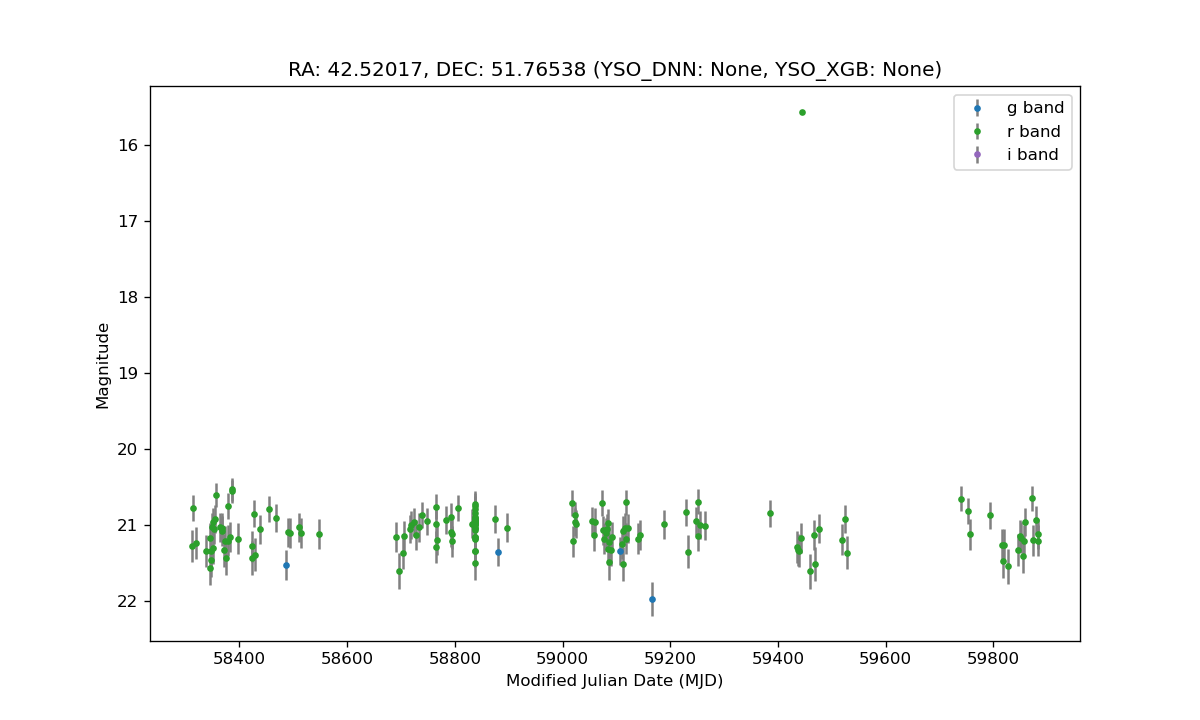 RA: 42.52017, DEC: 51.76538 (YSO_DNN: None, YSO_XGB: None)
g band
r band
i band
16
17
18
19
20
21
22
Magnitude
58400 58600 58800 59000 59200 59400 59600 59800
Modified Julian Date (MJD)